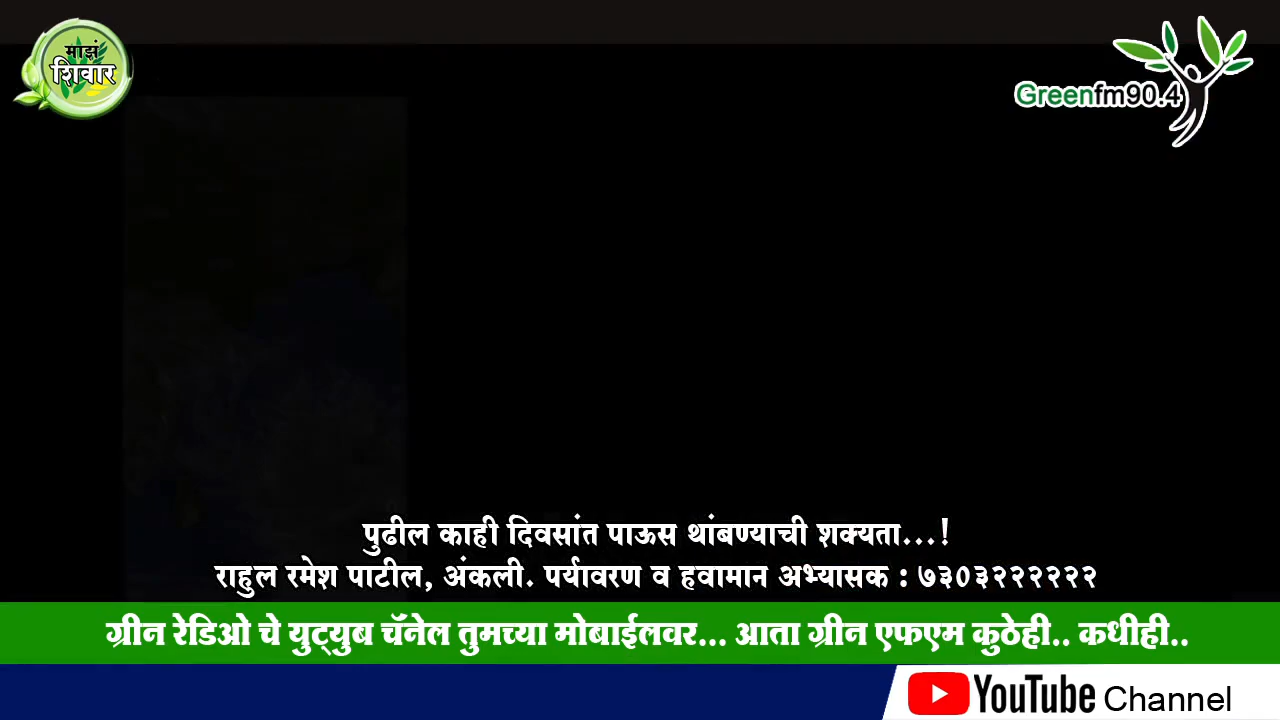 माझं
शिवार
Greenfm90.4
पुढील काही दिवसांत पाऊस थांबण्याची शक्यता...!
राहुल रमेश पाटील, अंकली. पर्यावरण व हवामान अभ्यासक : ७३०३२२२२२२
ग्रीन रेडिओ चे युट्युब चॅनेल तुमच्या मोबाईलवर... आता ग्रीन एफएम कुठेही.. कधीही..
YouTube Channel